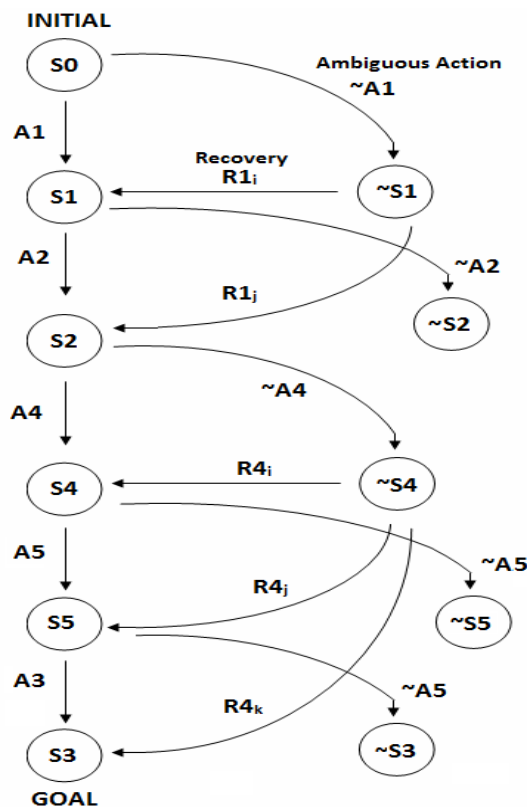 INITIAL
S0
Ambiguous Action
~A1
A1
Recovery
R1i
S1
~S1
A2
~A2
R1j
~S2
S2
~A4
A4
R4i
S4
~S4
A5
~A5
R4j
S5
~S5
A3
~A5
R4k
S3
~S3
GOAL